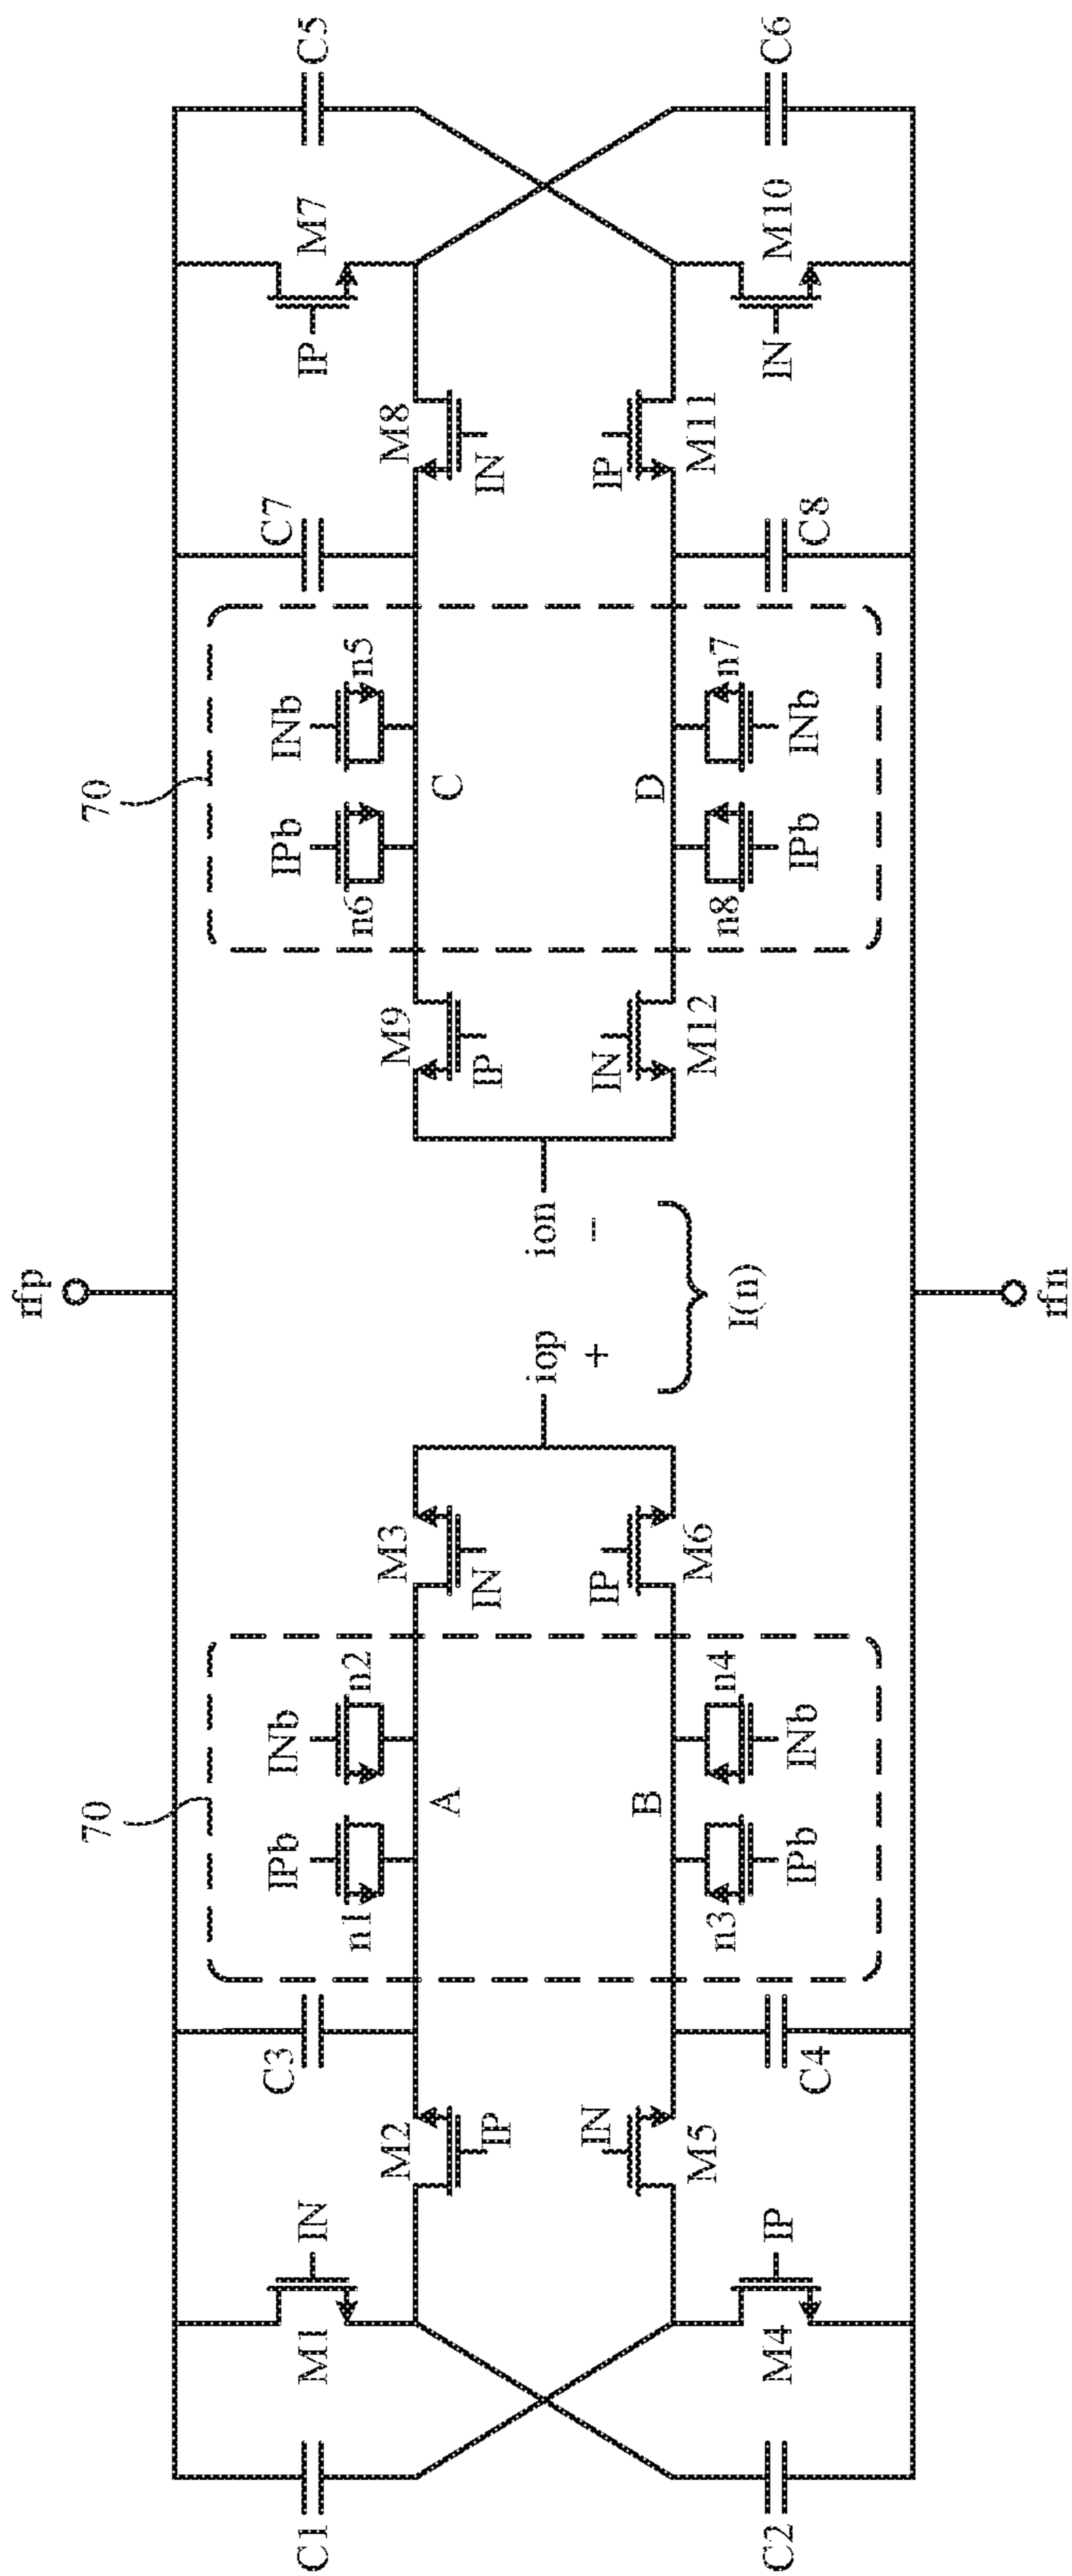 rfp
70
70
C1
M1
IN
C3
IPb
INb
IPb
INb
C7
IP
M7
C5
n1
n2
n6
n5
M2
M3
M9
M8
A
C
IP
IN
IP
IN
iop
ion
+
−
IN
IP
IN
IP
B
D
M5
M6
M12
M11
n3
n4
n8
n7
I(n)
C2
M4
IP
C4
IPb
INb
IPb
INb
C8
IN
M10
C6
rfn